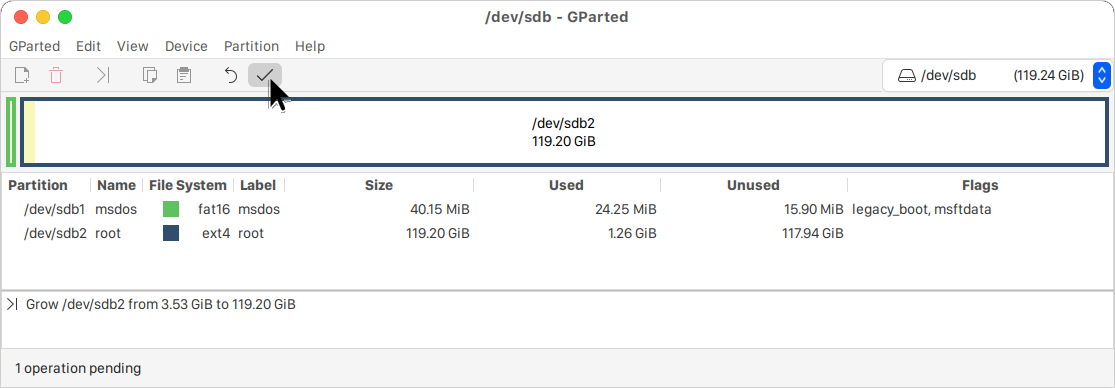 /dev/sdb - GParted
GParted Edit View Device Partition Help
/dev/sdb (119.24 GiB)
/dev/sdb2
119.20 GiB
Partition Name File System Label Size Used Unused Flags
/dev/sdb1 msdos fat16 msdos 40.15 MiB 24.25 MiB 15.90 MiB legacy_boot, msftdata
/dev/sdb2 root ext4 root 119.20 GiB 1.26 GiB 117.94 GiB
Grow /dev/sdb2 from 3.53 GiB to 119.20 GiB
1 operation pending